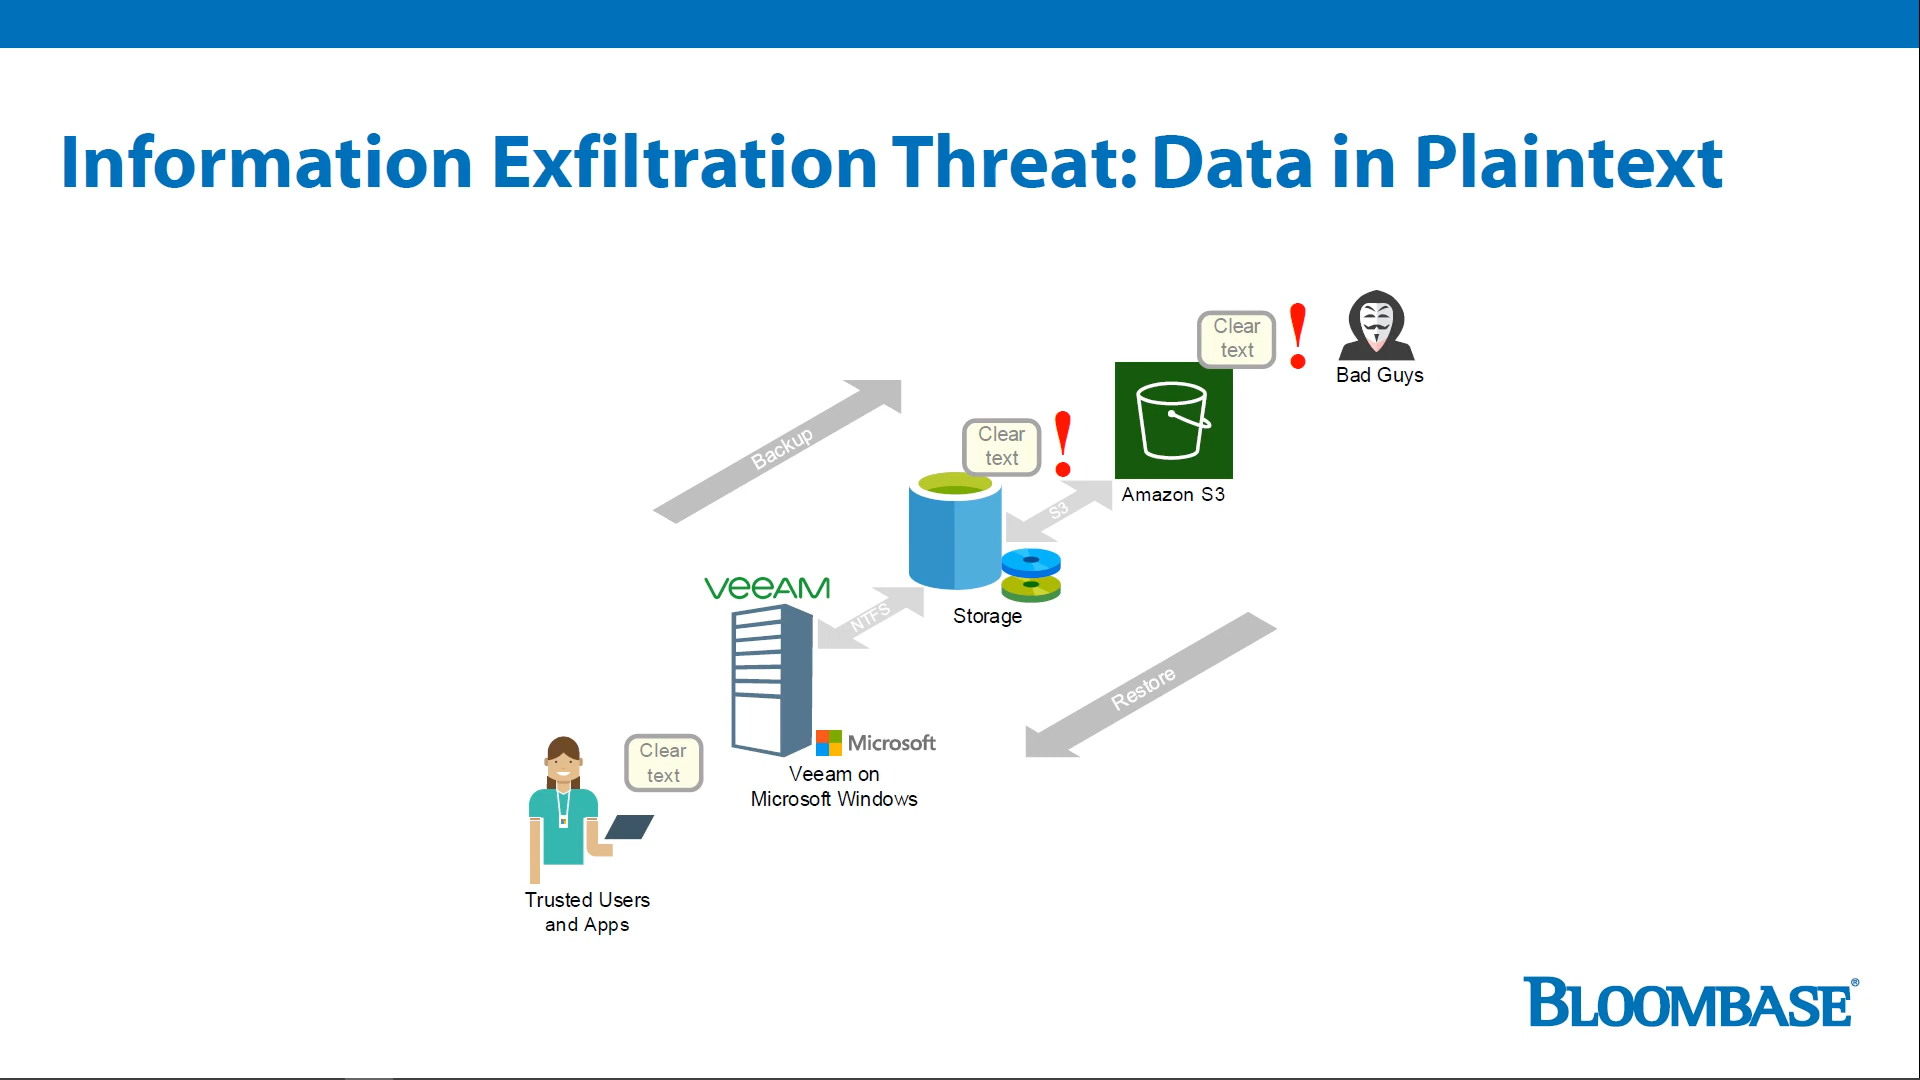 Information Exfiltration Threat: Data in Plaintext
Clear
text
Bad Guys
Backup
Clear
text
Amazon S3
S3
VEEAM
NTFS
Storage
Restore
Clear
text
Microsoft
Veeam on
Microsoft Windows
Trusted Users
and Apps
BLOOMBASE®